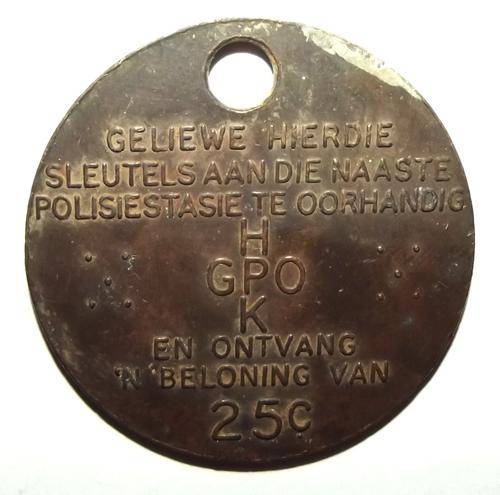 GELIEWE HIERDIE
SLEUTELS AAN DIE NAASTE
POLISIESTASIE TE OORHANDIG
H
GPO
K
EN ONTVANG
'N BELONING VAN
25C